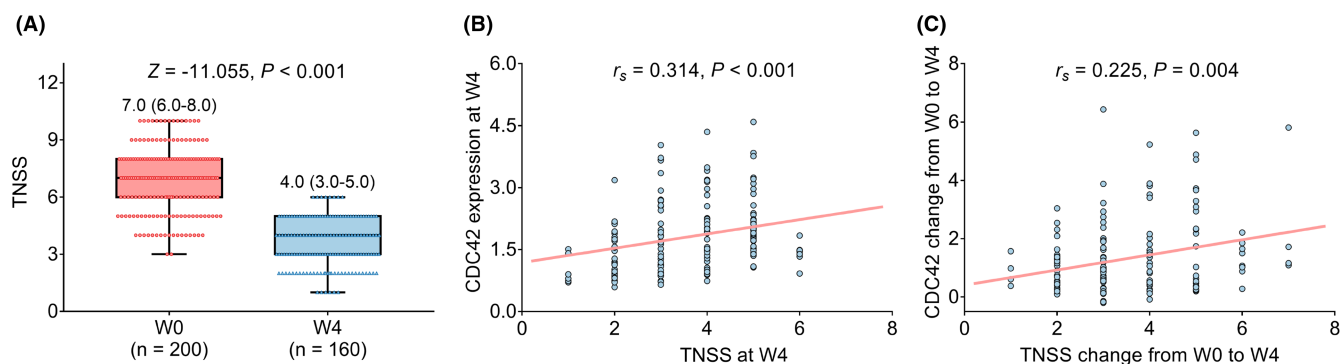 (A)
Z = -11.055, P < 0.001
7.0 (6.0-8.0)
4.0 (3.0-5.0)
TNSS
12
9
6
3
0
W0
(n = 200)
W4
(n = 160)
(B)
r_s = 0.314, P < 0.001
CDC42 expression at W4
6.0
4.5
3.0
1.5
0.0
0 2 4 6 8
TNSS at W4
(C)
r_s = 0.225, P = 0.004
CDC42 change from W0 to W4
8
6
4
2
0
0 2 4 6 8
TNSS change from W0 to W4